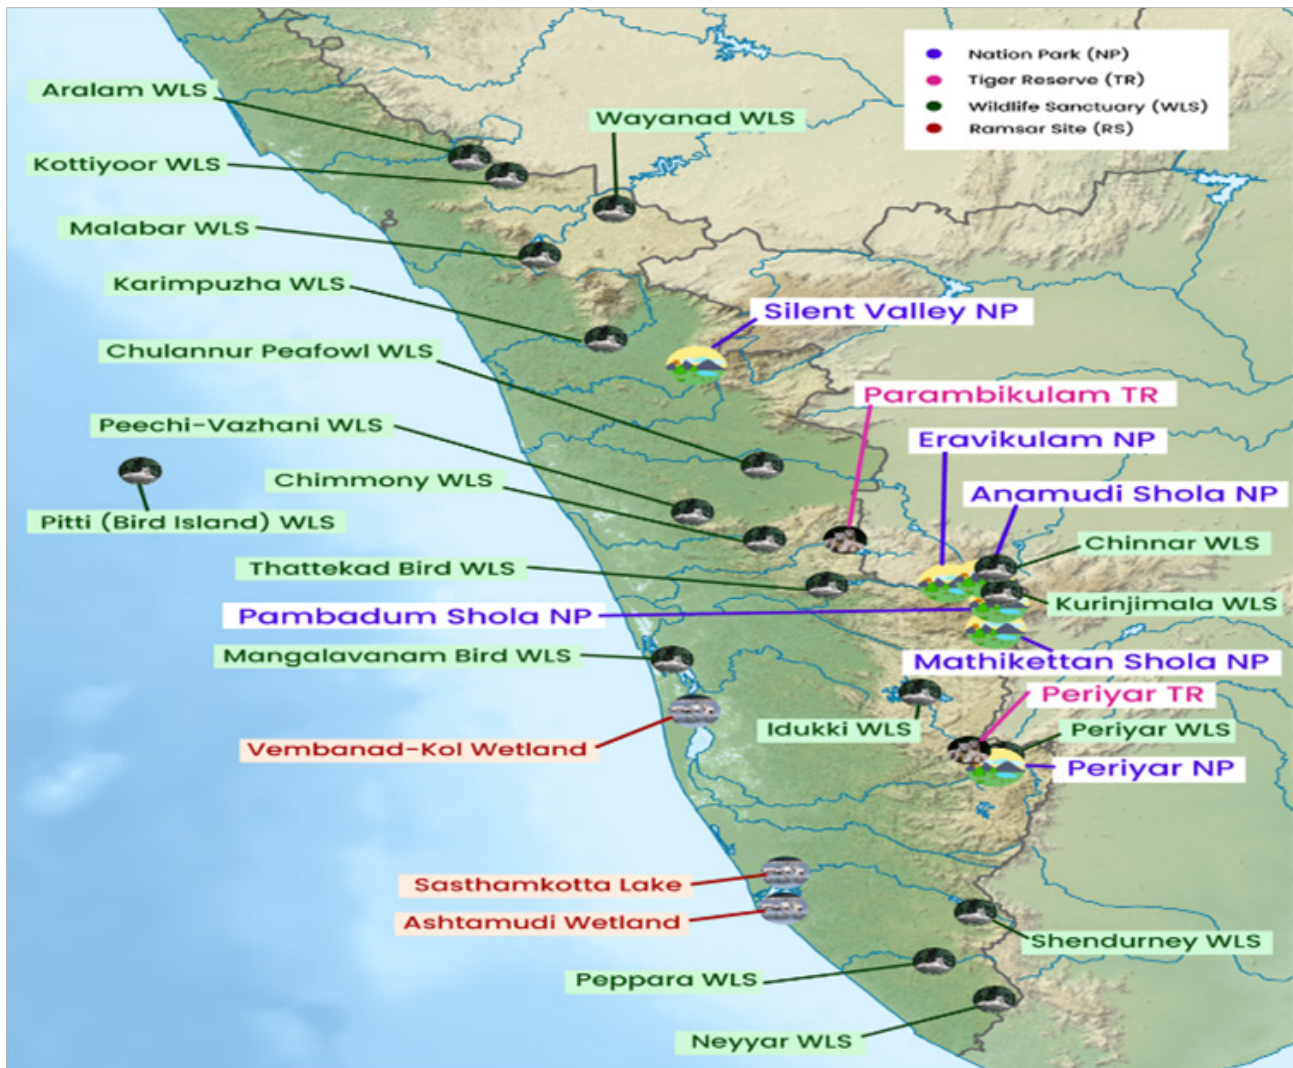 Nation Park (NP)
Tiger Reserve (TR)
Wildlife Sanctuary (WLS)
Ramsar Site (RS)
Aralam WLS
Wayanad WLS
Kottiyoor WLS
Malabar WLS
Karimpuzha WLS
Silent Valley NP
Chulannur Peafowl WLS
Parambikulam TR
Peechi-Vazhani WLS
Eravikulam NP
Chimmony WLS
Anamudi Shola NP
Pitti (Bird Island) WLS
Chinnar WLS
Thattekad Bird WLS
Kurinjimala WLS
Pambadum Shola NP
Mangalavanam Bird WLS
Mathikettan Shola NP
Periyar TR
Idukki WLS
Periyar WLS
Vembanad-Kol Wetland
Periyar NP
Sasthamkotta Lake
Ashtamudi Wetland
Shendurney WLS
Peppara WLS
Neyyar WLS